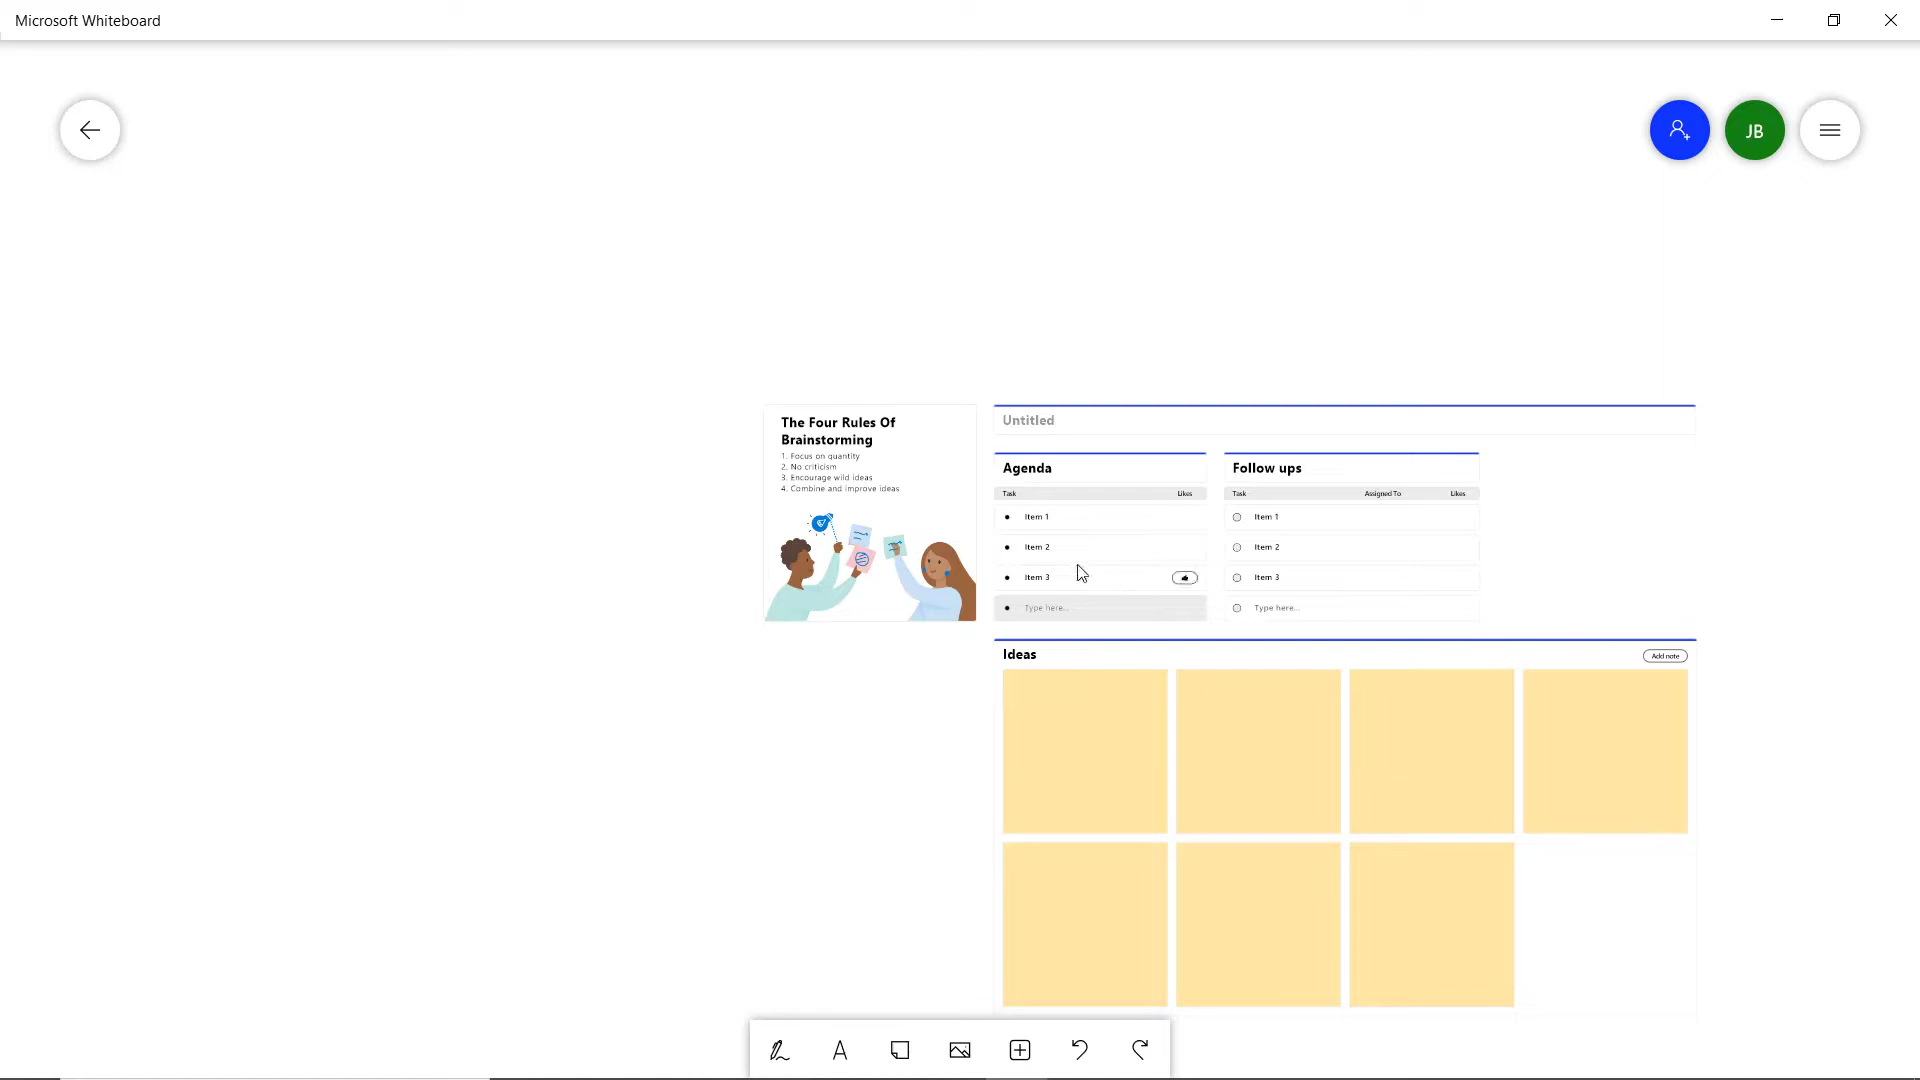 Microsoft Whiteboard
JB
The Four Rules Of
Brainstorming
1. Focus on quantity
2. No criticism
3. Encourage wild ideas
4. Combine and improve ideas
Untitled
Agenda
Task Likes
Item 1
Item 2
Item 3
Type here...
Follow ups
Task Assigned To Likes
Item 1
Item 2
Item 3
Type here...
Ideas
Add note